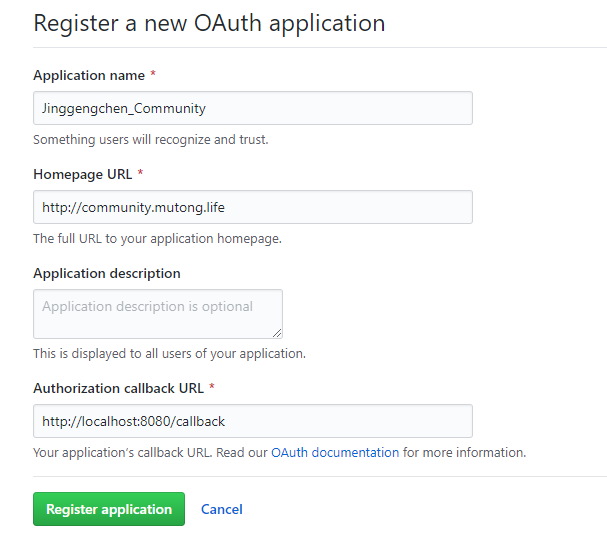 Register a new OAuth application
Application name *
Jinggengchen_Community
Something users will recognize and trust.
Homepage URL *
http://community.mutong.life
The full URL to your application homepage.
Application description
Application description is optional
This is displayed to all users of your application.
Authorization callback URL *
http://localhost:8080/callback
Your application's callback URL. Read our OAuth documentation for more information.
Register application Cancel